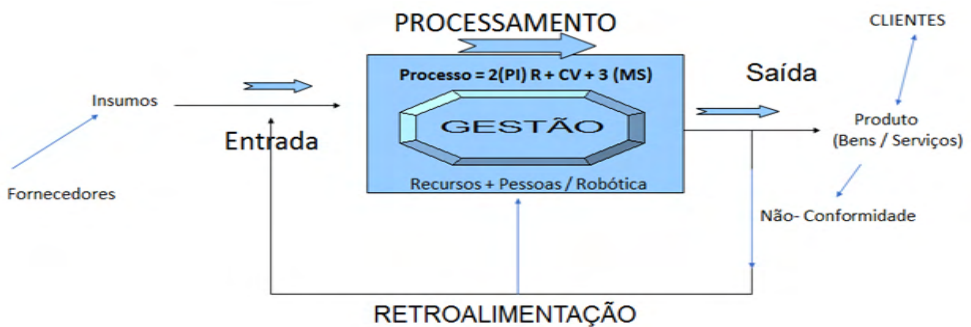 PROCESSAMENTO
CLIENTES
Processo = 2(PI) R + CV + 3 (MS)
Saída
Insumos
Entrada
GESTÃO
Produto
(Bens / Serviços)
Fornecedores
Recursos + Pessoas / Robótica
Não- Conformidade
RETROALIMENTAÇÃO